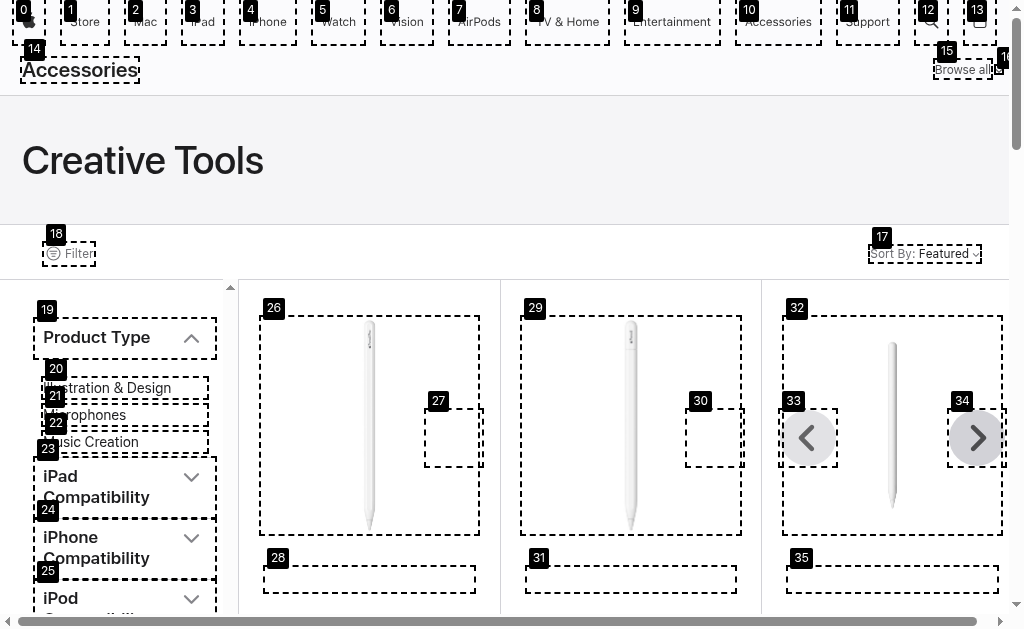 0 1 2 3 4 5 6 7 8 9 10 11 12 13
Store Mac iPad iPhone Watch Vision AirPods TV & Home Entertainment Accessories Support
14 15 16
Accessories Browse all
Creative Tools
18 17
Filter Sort By: Featured
19 26 29 32
Product Type
20
Illustration & Design
21 27 30 33 34
Microphones
22
Music Creation
23
iPad
Compatibility
24
iPhone
Compatibility
28 31 35
25
iPod